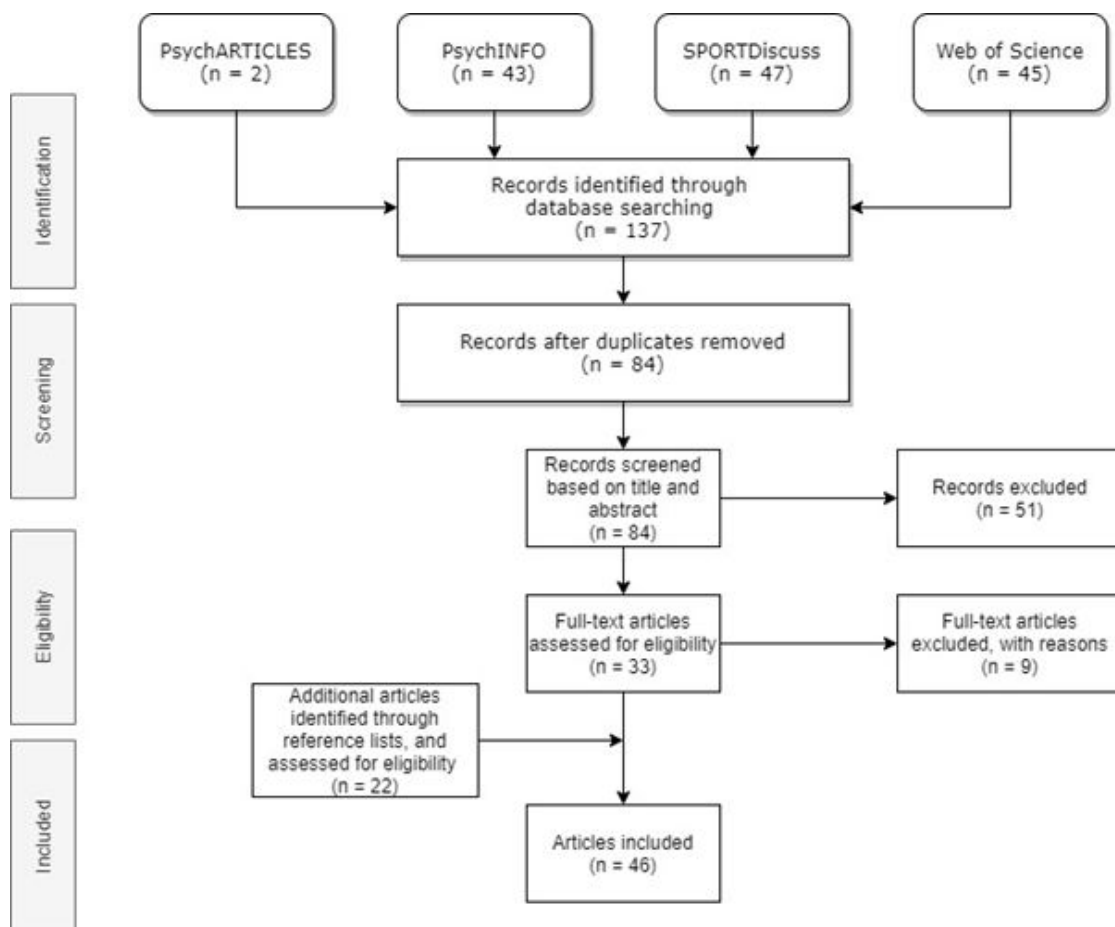 PsychARTICLES
(n = 2)
PsychINFO
(n = 43)
SPORTDiscuss
(n = 47)
Web of Science
(n = 45)
Identification
Records identified through
database searching
(n = 137)
Screening
Records after duplicates removed
(n = 84)
Records screened
based on title and
abstract
(n = 84)
Records excluded
(n = 51)
Eligibility
Full-text articles
assessed for eligibility
(n = 33)
Full-text articles
excluded, with reasons
(n = 9)
Additional articles
identified through
reference lists, and
assessed for eligibility
(n = 22)
Included
Articles included
(n = 46)